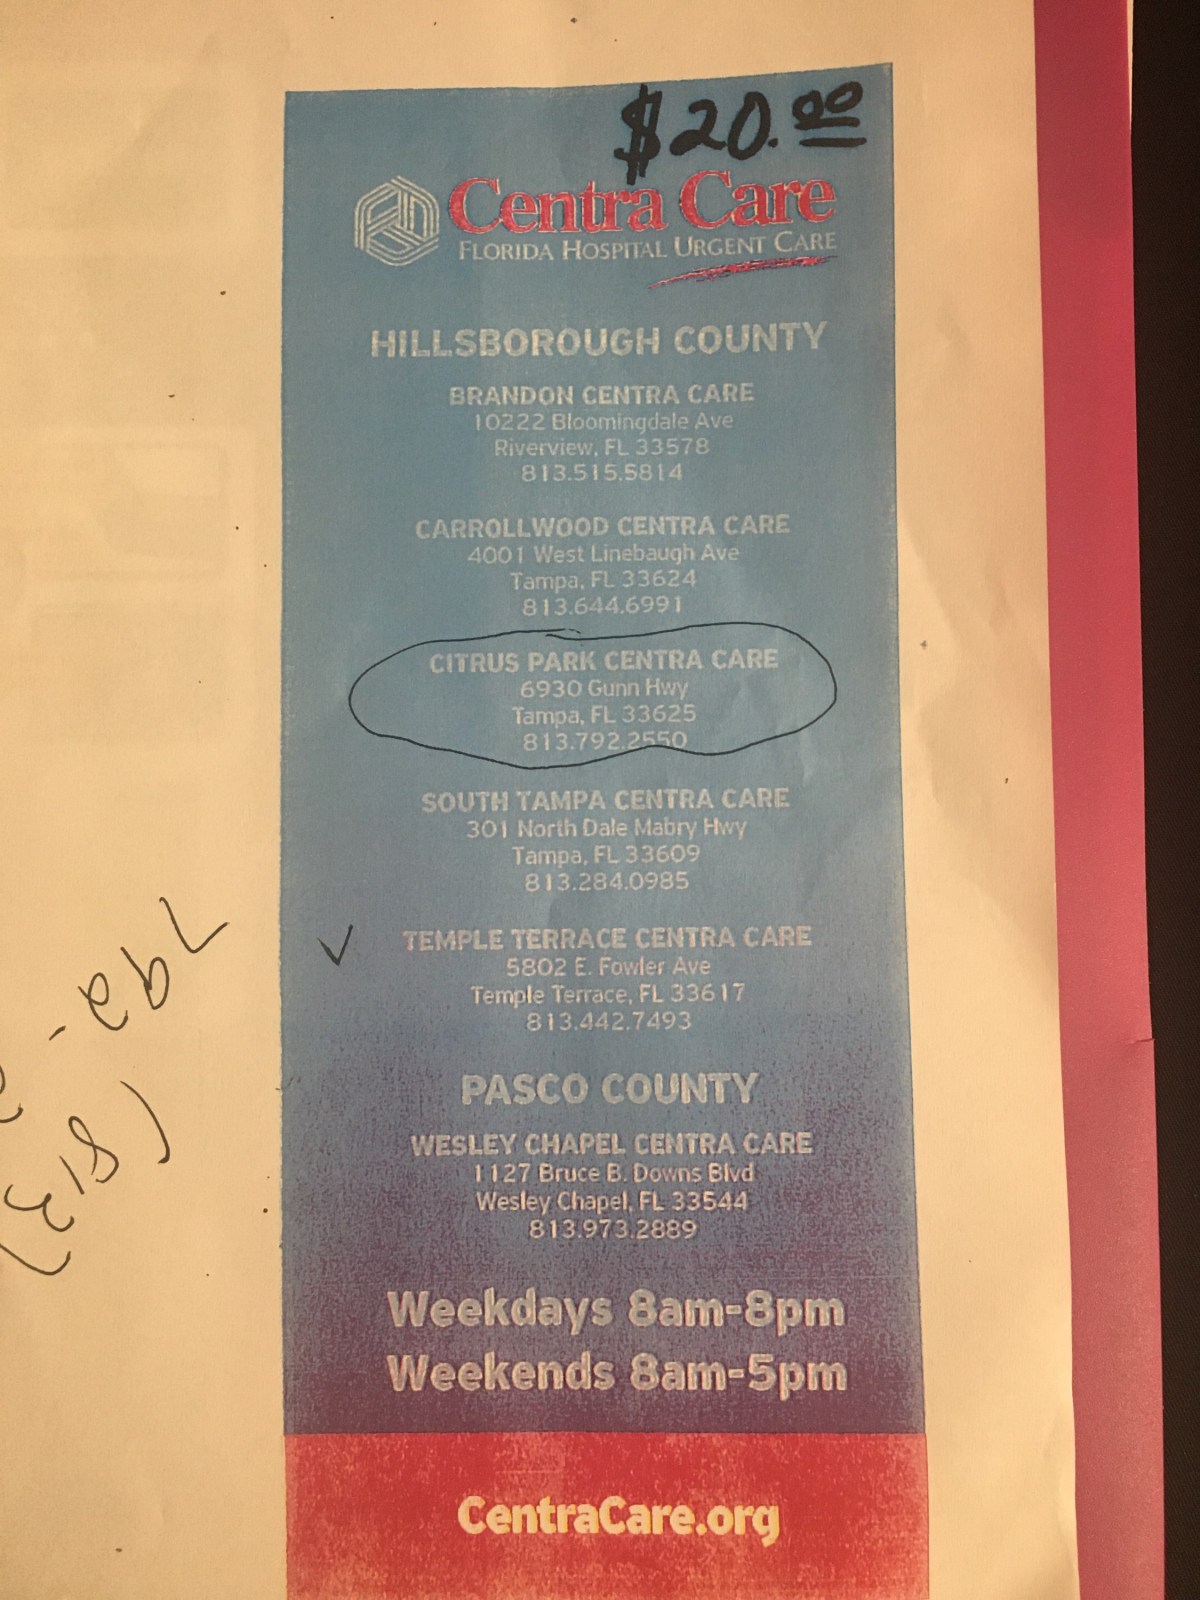 $20.00
Centra Care
FLORIDA HOSPITAL URGENT CARE
HILLSBOROUGH COUNTY
BRANDON CENTRA CARE
10222 Bloomingdale Ave
Riverview, FL 33578
813.515.5814
CARROLLWOOD CENTRA CARE
4001 West Linebaugh Ave
Tampa, FL 33624
813.644.6991
CITRUS PARK CENTRA CARE
6930 Gunn Hwy
Tampa, FL 33625
813.792.2550
SOUTH TAMPA CENTRA CARE
301 North Dale Mabry Hwy
Tampa, FL 33609
813.284.0985
TEMPLE TERRACE CENTRA CARE
5802 E. Fowler Ave
Temple Terrace, FL 33617
813.442.7493
PASCO COUNTY
WESLEY CHAPEL CENTRA CARE
1127 Bruce B. Downs Blvd
Wesley Chapel, FL 33544
813.973.2889
Weekdays 8am-8pm
Weekends 8am-5pm
CentraCare.org
(813)